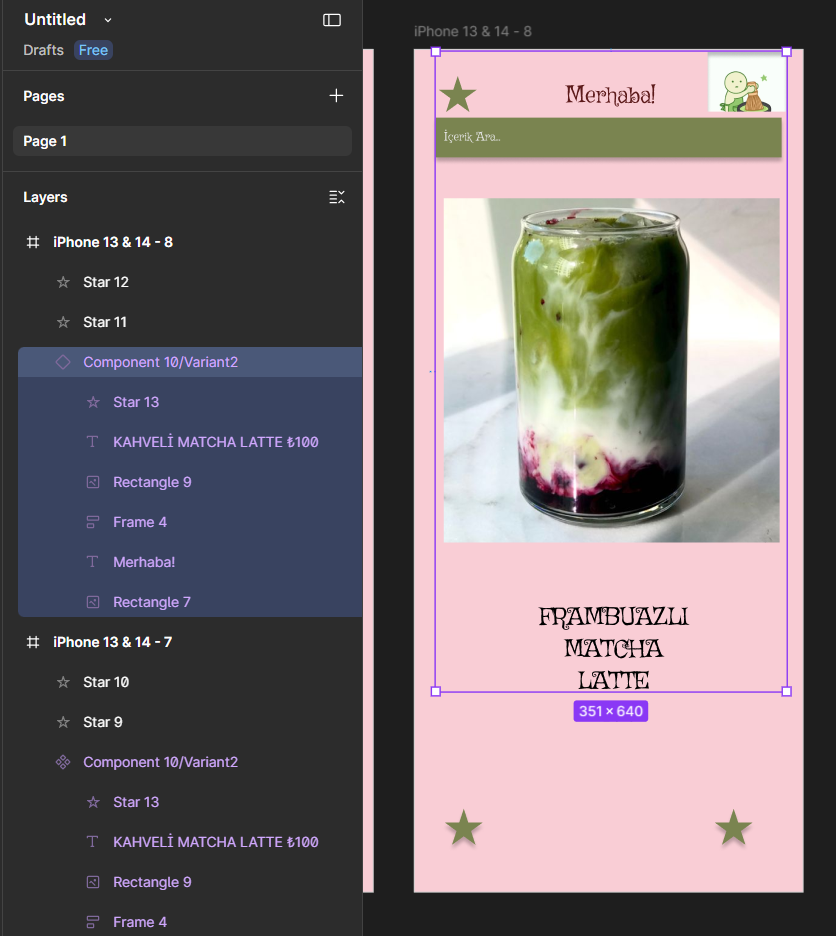 Untitled
Drafts Free
Pages
Page 1
Layers
iPhone 13 & 14 - 8
Star 12
Star 11
Component 10/Variant2
Star 13
KAHVELİ MATCHA LATTE ₺100
Rectangle 9
Frame 4
Merhaba!
Rectangle 7
iPhone 13 & 14 - 7
Star 10
Star 9
Component 10/Variant2
Star 13
KAHVELİ MATCHA LATTE ₺100
Rectangle 9
Frame 4
iPhone 13 & 14 - 8
Merhaba!
İçerik Ara...
FRAMBUAZLI
MATCHA
LATTE
351 × 640